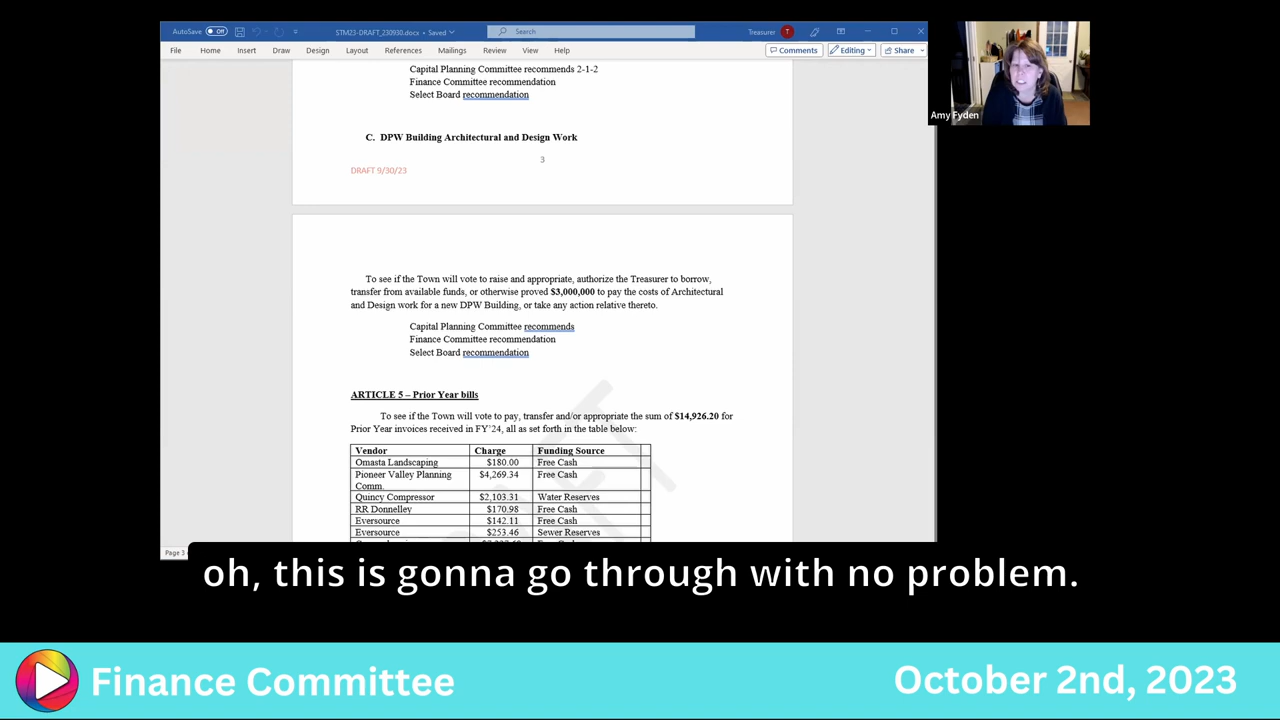 AutoSave Off STM23-DRAFT_230930.docx • Saved Search Treasurer T
File Home Insert Draw Design Layout References Mailings Review View Help Comments Editing Share
Capital Planning Committee recommends 2-1-2
Finance Committee recommendation
Select Board recommendation
C. DPW Building Architectural and Design Work
3
DRAFT 9/30/23
Amy Fyden
To see if the Town will vote to raise and appropriate, authorize the Treasurer to borrow,
transfer from available funds, or otherwise proved $3,000,000 to pay the costs of Architectural
and Design work for a new DPW Building, or take any action relative thereto.
Capital Planning Committee recommends
Finance Committee recommendation
Select Board recommendation
ARTICLE 5 – Prior Year bills
To see if the Town will vote to pay, transfer and/or appropriate the sum of $14,926.20 for
Prior Year invoices received in FY'24, all as set forth in the table below:
Vendor Charge Funding Source
Omasta Landscaping $180.00 Free Cash
Pioneer Valley Planning $4,269.34 Free Cash
Comm.
Quincy Compressor $2,103.31 Water Reserves
RR Donnelley $170.98 Free Cash
Eversource $142.11 Free Cash
Eversource $253.46 Sewer Reserves
Page 3
oh, this is gonna go through with no problem.
Finance Committee October 2nd, 2023